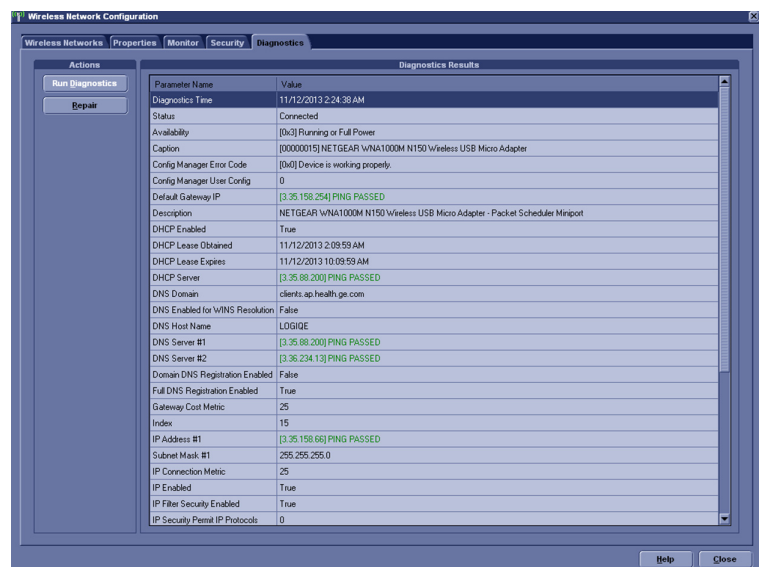 Wireless Network Configuration
Wireless Networks Properties Monitor Security Diagnostics
Actions
Run Diagnostics
Repair
Diagnostics Results
Parameter Name Value
Diagnostics Time 11/12/2013 2:24:38 AM
Status Connected
Availability [0x3] Running or Full Power
Caption [00000015] NETGEAR WNA1000M N150 Wireless USB Micro Adapter
Config Manager Error Code [0x0] Device is working properly.
Config Manager User Config 0
Default Gateway IP [3.35.158.254] PING PASSED
Description NETGEAR WNA1000M N150 Wireless USB Micro Adapter - Packet Scheduler Miniport
DHCP Enabled True
DHCP Lease Obtained 11/12/2013 2:09:59 AM
DHCP Lease Expires 11/12/2013 10:09:59 AM
DHCP Server [3.35.88.200] PING PASSED
DNS Domain clients.ap.health.ge.com
DNS Enabled for WINS Resolution False
DNS Host Name LOGIQE
DNS Server #1 [3.35.88.200] PING PASSED
DNS Server #2 [3.36.234.13] PING PASSED
Domain DNS Registration Enabled False
Full DNS Registration Enabled True
Gateway Cost Metric 25
Index 15
IP Address #1 [3.35.158.66] PING PASSED
Subnet Mask #1 255.255.255.0
IP Connection Metric 25
IP Enabled True
IP Filter Security Enabled True
IP Security Permit IP Protocols 0
Help Close